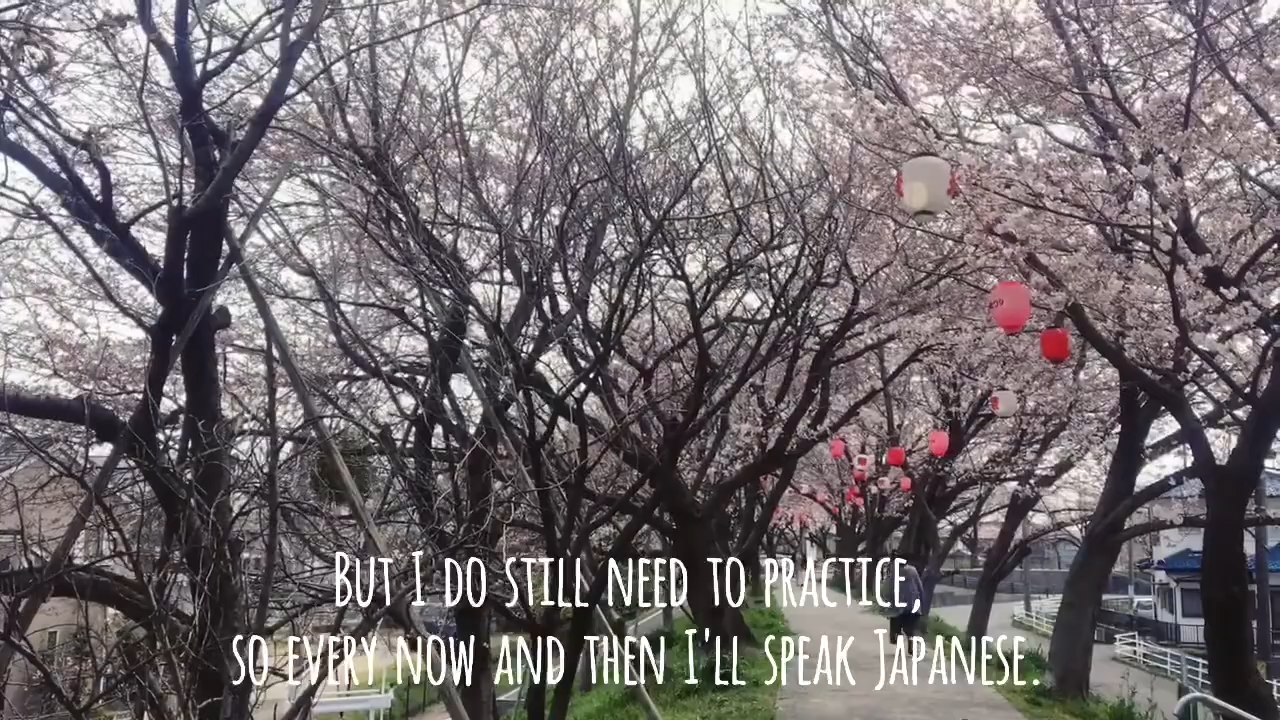 But I do still need to practice,
so every now and then I'll speak Japanese.